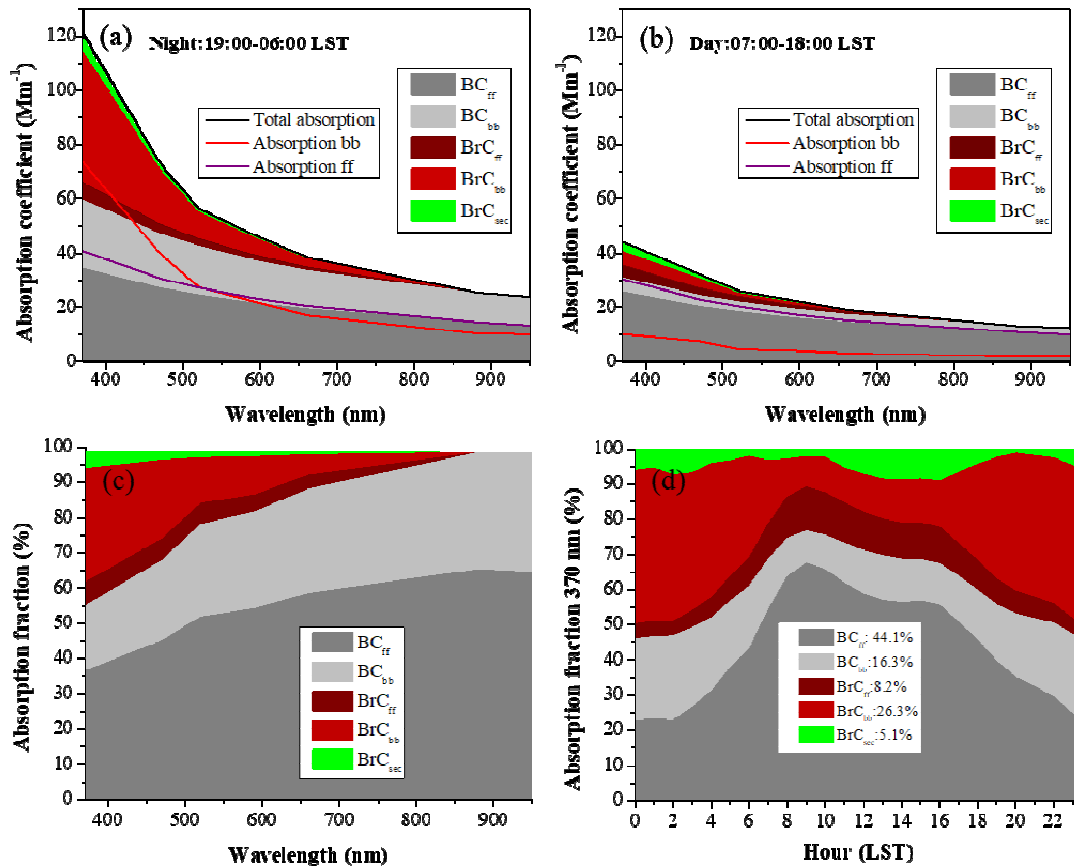 (a)
Night:19:00-06:00 LST
Absorption coefficient (Mm⁻¹)
120
100
80
60
40
20
0
Total absorption
Absorption bb
Absorption ff
BCff
BCbb
BrCff
BrCbb
BrCsec
400 500 600 700 800 900
Wavelength (nm)
(b)
Day:07:00-18:00 LST
Absorption coefficient (Mm⁻¹)
120
100
80
60
40
20
0
Total absorption
Absorption bb
Absorption ff
BCff
BCbb
BrCff
BrCbb
BrCsec
400 500 600 700 800 900
Wavelength (nm)
(c)
Absorption fraction (%)
100
90
80
70
60
50
40
30
20
10
0
BCff
BCbb
BrCff
BrCbb
BrCsec
400 500 600 700 800 900
Wavelength (nm)
(d)
Absorption fraction 370 nm (%)
100
90
80
70
60
50
40
30
20
10
0
BCff: 44.1%
BCbb:16.3%
BrCff:8.2%
BrCbb:26.3%
BrCsec:5.1%
0 2 4 6 8 10 12 14 16 18 20 22
Hour (LST)